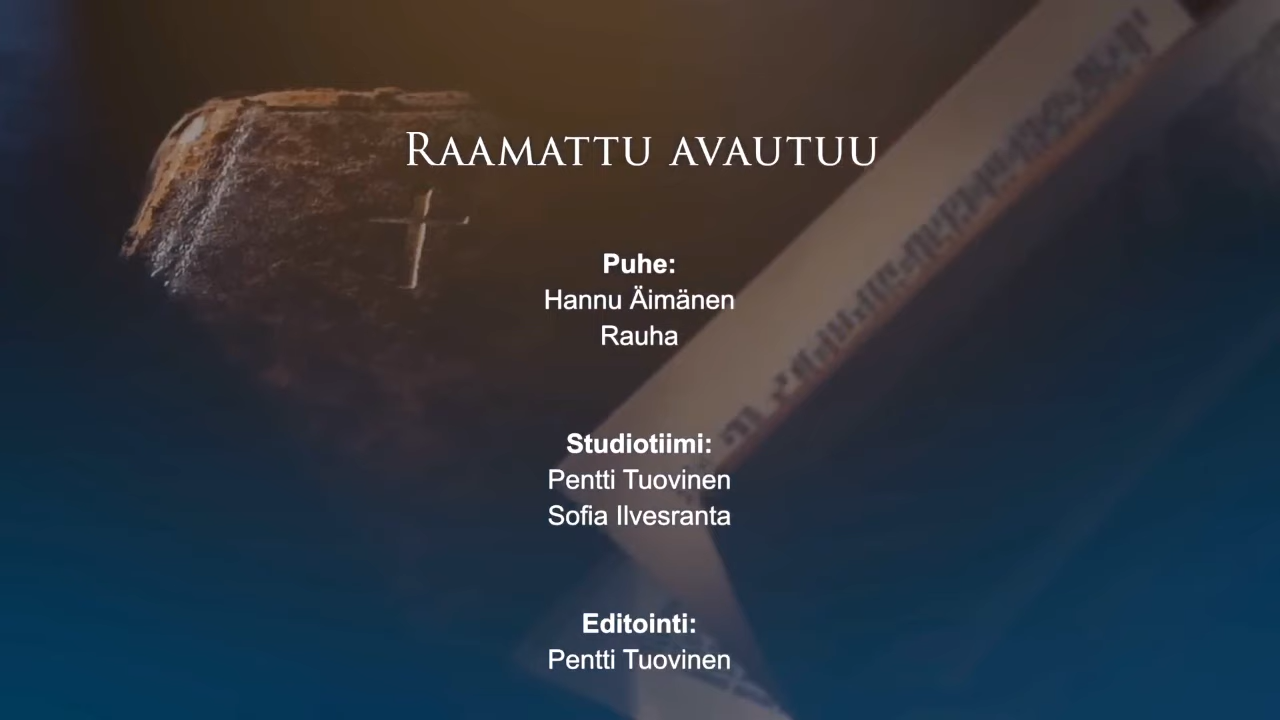 RAAMATTU AVAUTUU
Puhe:
Hannu Äimänen
Rauha
Studiotiimi:
Pentti Tuovinen
Sofia Ilvesranta
Editointi:
Pentti Tuovinen